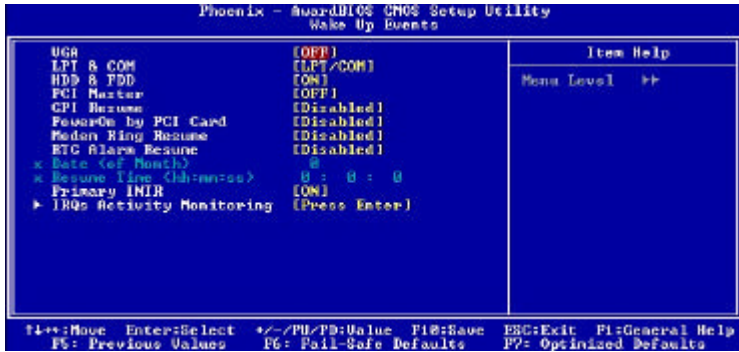 Phoenix - AwardBIOS CMOS Setup Utility
Wake Up Events
VGA [OFF]
LPT & COM [LPT/COM]
HDD & FDD [ON]
PCI Master [OFF]
GPI Resume [Disabled]
PowerOn by PCI Card [Disabled]
Modem Ring Resume [Disabled]
RTC Alarm Resume [Disabled]
x Date (of Month) 0
x Resume Time (hh:mm:ss) 0 : 0 : 0
Primary INTR [ON]
▶ IRQs Activity Monitoring [Press Enter]
Item Help
Menu Level ▶▶
↑↓→←:Move Enter:Select +/-/PU/PD:Value F10:Save ESC:Exit F1:General Help
F5: Previous Values F6: Fail-Safe Defaults F7: Optimized Defaults